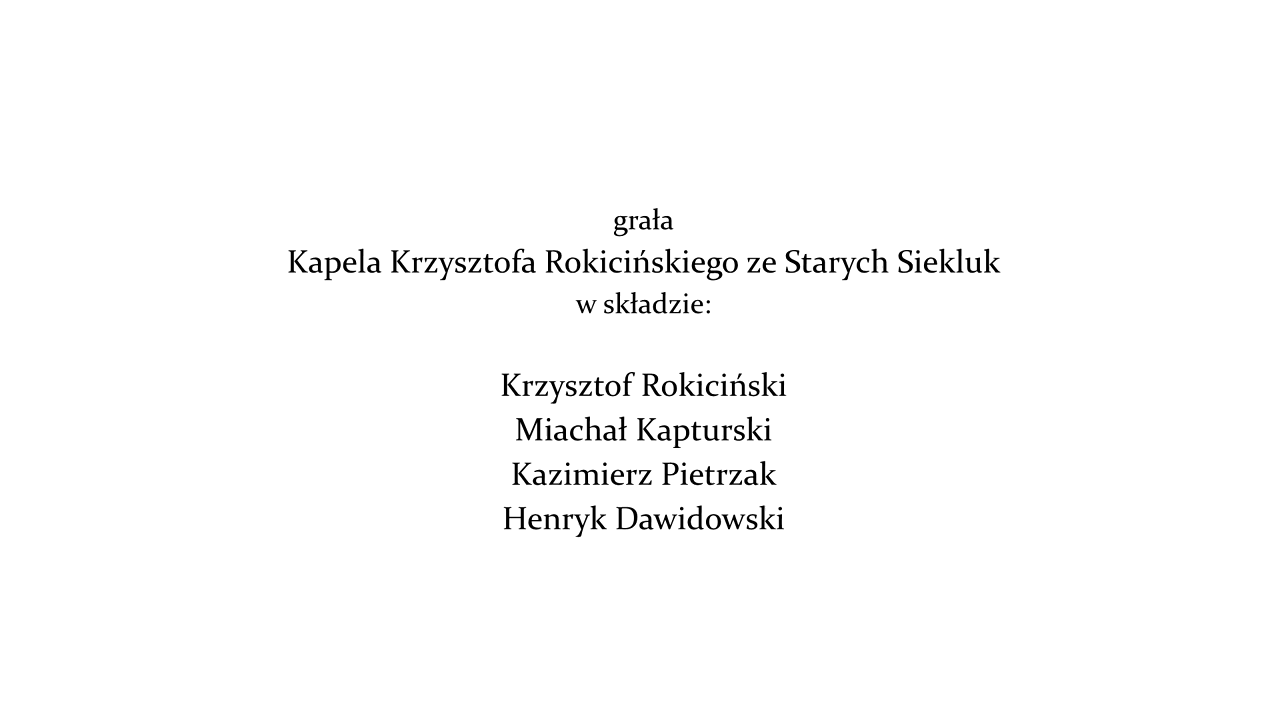 grała
Kapela Krzysztofa Rokicińskiego ze Starych Siekluk
w składzie:
Krzysztof Rokiciński
Miachał Kapturski
Kazimierz Pietrzak
Henryk Dawidowski